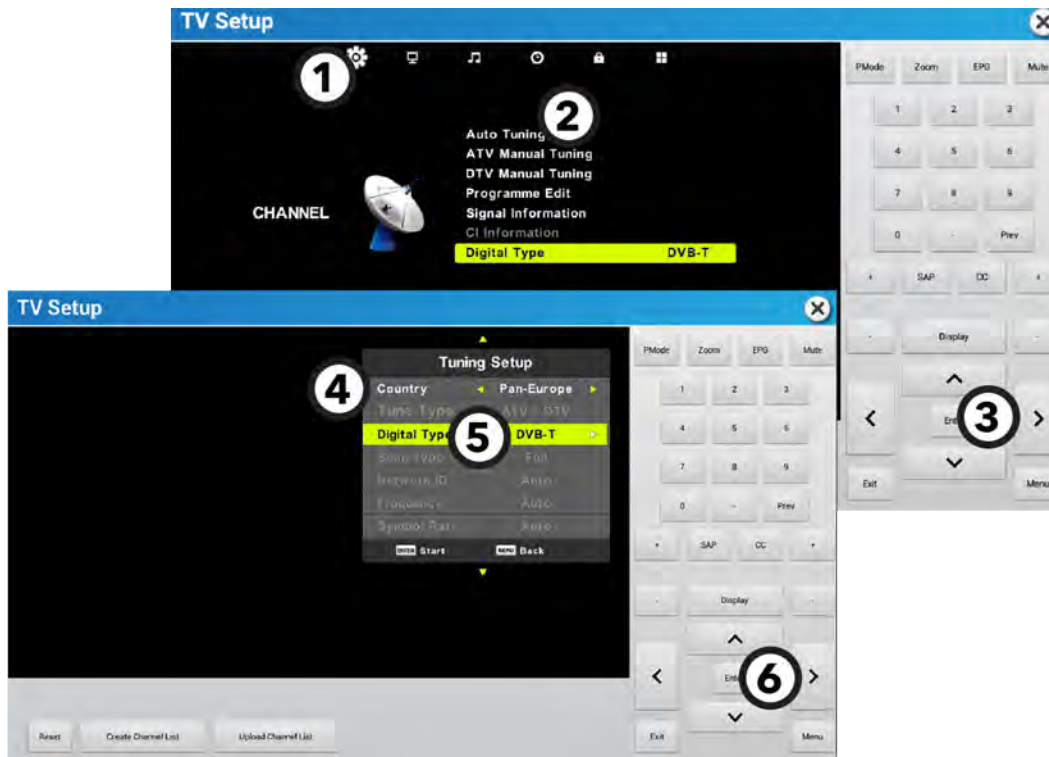 TV Setup
1
2
Auto Tuning
ATV Manual Tuning
DTV Manual Tuning
Programme Edit
Signal Information
CI Information
Digital Type DVB-T
CHANNEL
PMode Zoom EPG Mute
1 2 3
4 5 6
7 8 9
0 - Prev
+ SAP CC +
- Display -
< 3 >
Exit Menu
TV Setup
Tuning Setup
4
Country Pan-Europe
Tune Type ATV DTV
Digital Type 5 DVB-T
Scan Type Full
Network ID Auto
Frequency Auto
Symbol Rate Auto
ENTER Start MENU Back
PMode Zoom EPG Mute
1 2 3
4 5 6
7 8 9
0 - Prev
+ SAP CC +
- Display -
< 6 >
Exit Menu
Reset Create Channel List Upload Channel List